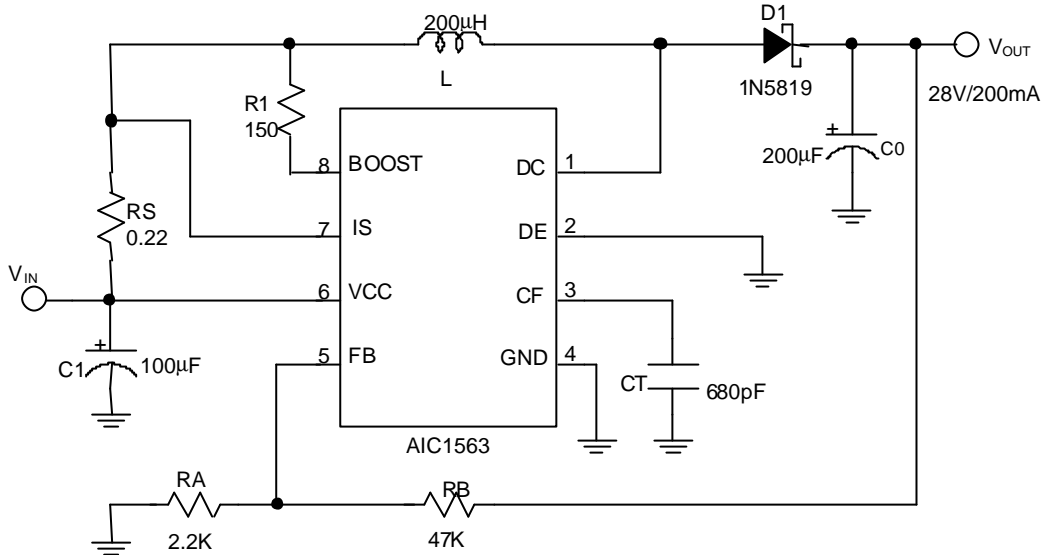 200μH
L
D1
1N5819
VOUT
28V/200mA
R1
150
8
BOOST
DC
1
200μF
C0
RS
0.22
7
IS
DE
2
VIN
6
VCC
CF
3
C1
100μF
5
FB
GND
4
CT
680pF
AIC1563
RA
2.2K
RB
47K
+
+